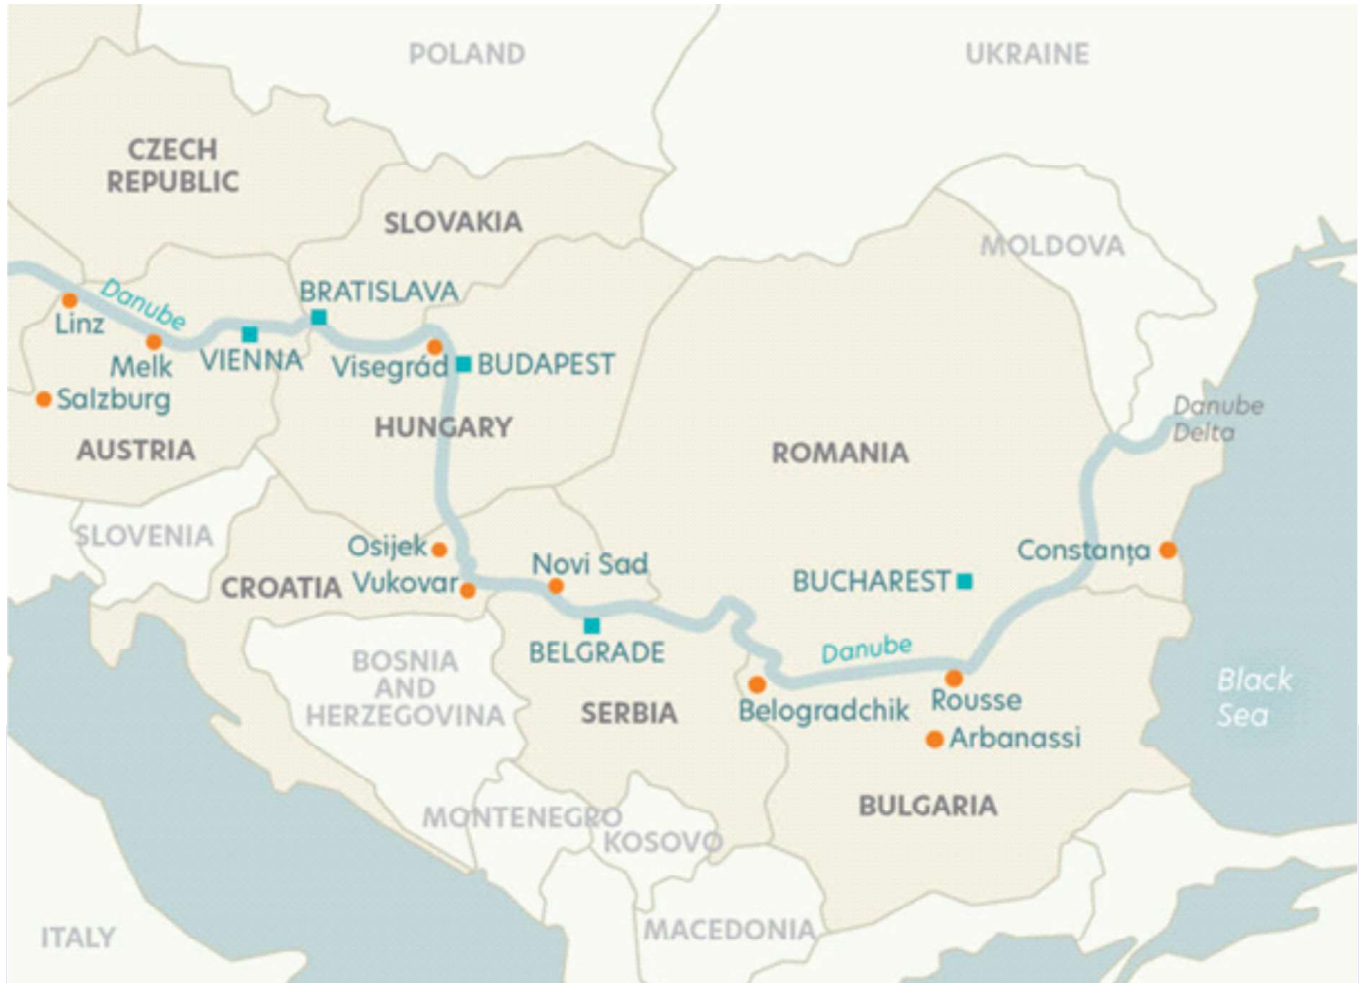 POLAND
UKRAINE
CZECH
REPUBLIC
SLOVAKIA
MOLDOVA
Danube
BRATISLAVA
Linz
VIENNA
Melk
Visegrád
BUDAPEST
Salzburg
Danube
Delta
HUNGARY
AUSTRIA
ROMANIA
SLOVENIA
Osijek
Novi Sad
Constanţa
CROATIA
Vukovar
BUCHAREST
BELGRADE
Danube
BOSNIA
AND
HERZEGOVINA
SERBIA
Belogradchik
Rousse
Black
Sea
Arbanassi
BULGARIA
MONTENEGRO
KOSOVO
ITALY
MACEDONIA